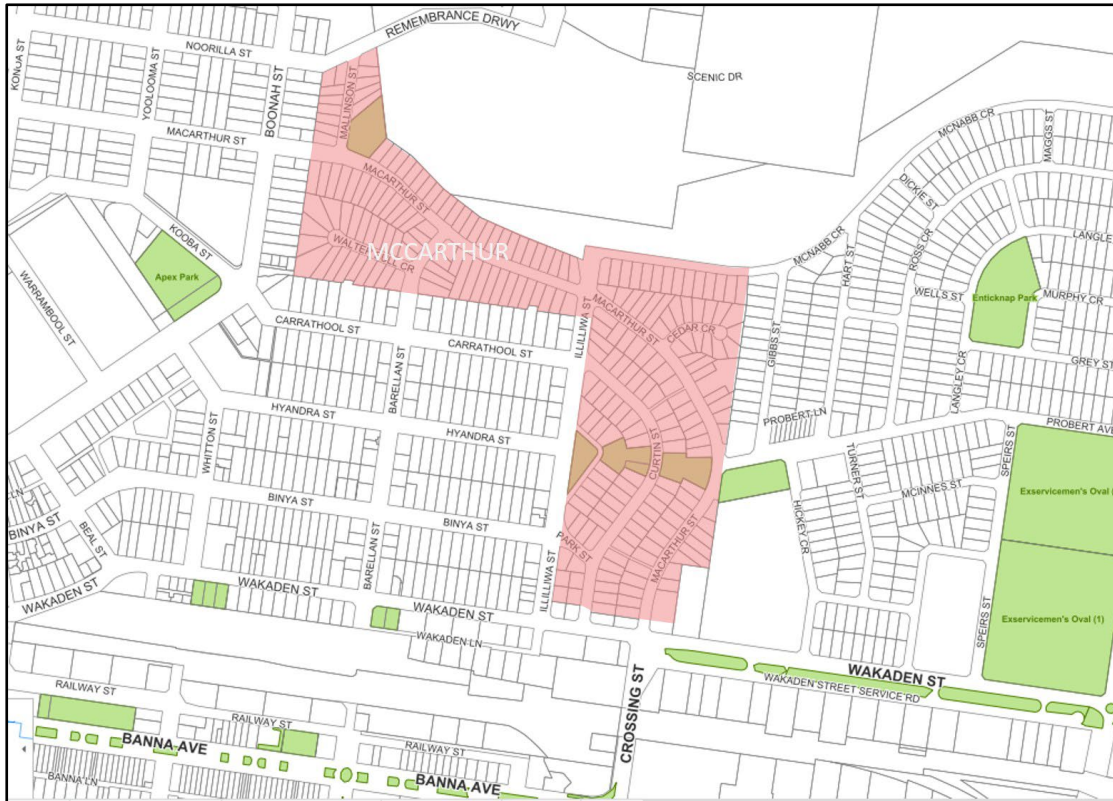 REMEMBRANCE DRWY
NOORILLA ST
KONOA ST
YOOLOOMA ST
BOONAH ST
MALLINSON ST
SCENIC DR
MCNABB CR
MAGGS ST
MACARTHUR ST
MACARTHUR ST
DICKIE ST
KOOBA ST
MCCARTHUR
MCNABB CR
HART ST
ROSS CR
LANGLE
Apex Park
WELLS ST
Enticknap Park
MURPHY CR
WARRAMBOOL ST
CARRATHOOL ST
CARRATHOOL ST
ILLILLIWA ST
MACARTHUR ST
CEDAR CR
GIBBS ST
GREY ST
LANGLEY CR
BARELLAN ST
HYANDRA ST
HYANDRA ST
WHITTON ST
PROBERT LN
PROBERT AVE
CURTIN ST
TURNER ST
SPEIRS ST
LN
BINYA ST
BINYA ST
BINYA ST
BEAL ST
MCINNES ST
Exservicemen's Oval (
HICKEY CR
PARK ST
MACARTHUR ST
BARELLAN ST
ILLILLIWA ST
WAKADEN ST
WAKADEN ST
WAKADEN ST
WAKADEN LN
SPEIRS ST
Exservicemen's Oval (1)
WAKADEN ST
WAKADEN STREET SERVICE RD
RAILWAY ST
RAILWAY ST
RAILWAY ST
CROSSING ST
BANNA AVE
BANNA AVE
BANNA LN